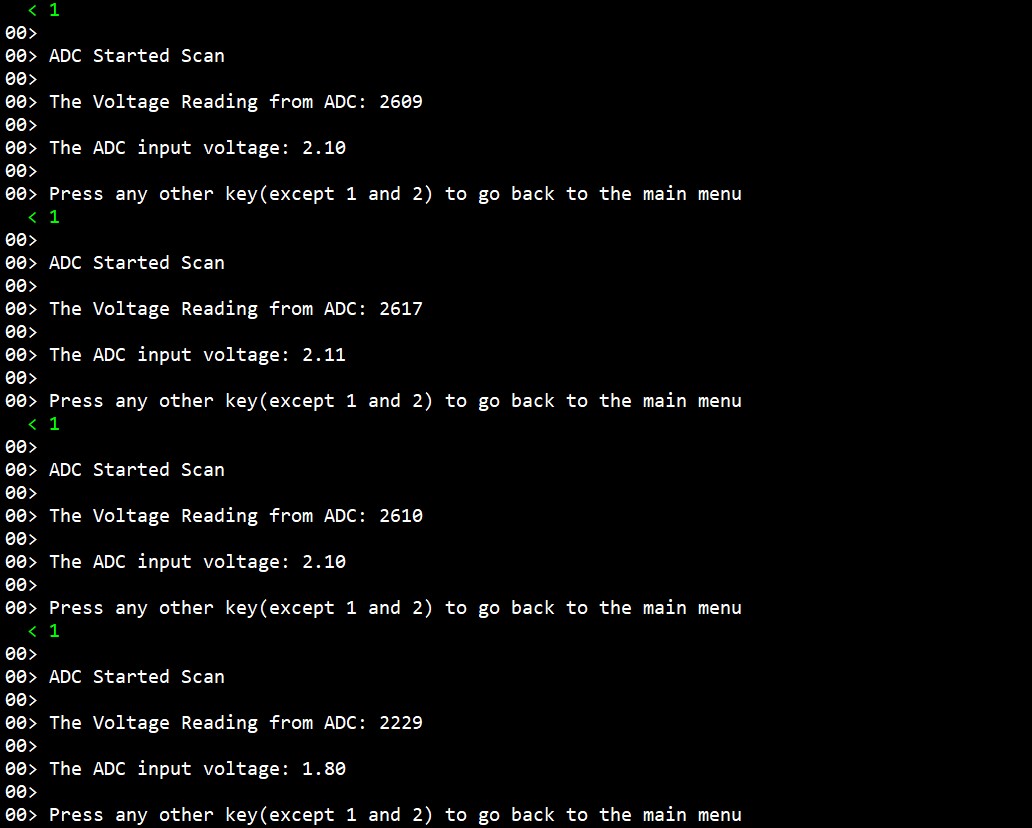 < 1
00>
00> ADC Started Scan
00>
00> The Voltage Reading from ADC: 2609
00>
00> The ADC input voltage: 2.10
00>
00> Press any other key(except 1 and 2) to go back to the main menu
< 1
00>
00> ADC Started Scan
00>
00> The Voltage Reading from ADC: 2617
00>
00> The ADC input voltage: 2.11
00>
00> Press any other key(except 1 and 2) to go back to the main menu
< 1
00>
00> ADC Started Scan
00>
00> The Voltage Reading from ADC: 2610
00>
00> The ADC input voltage: 2.10
00>
00> Press any other key(except 1 and 2) to go back to the main menu
< 1
00>
00> ADC Started Scan
00>
00> The Voltage Reading from ADC: 2229
00>
00> The ADC input voltage: 1.80
00>
00> Press any other key(except 1 and 2) to go back to the main menu